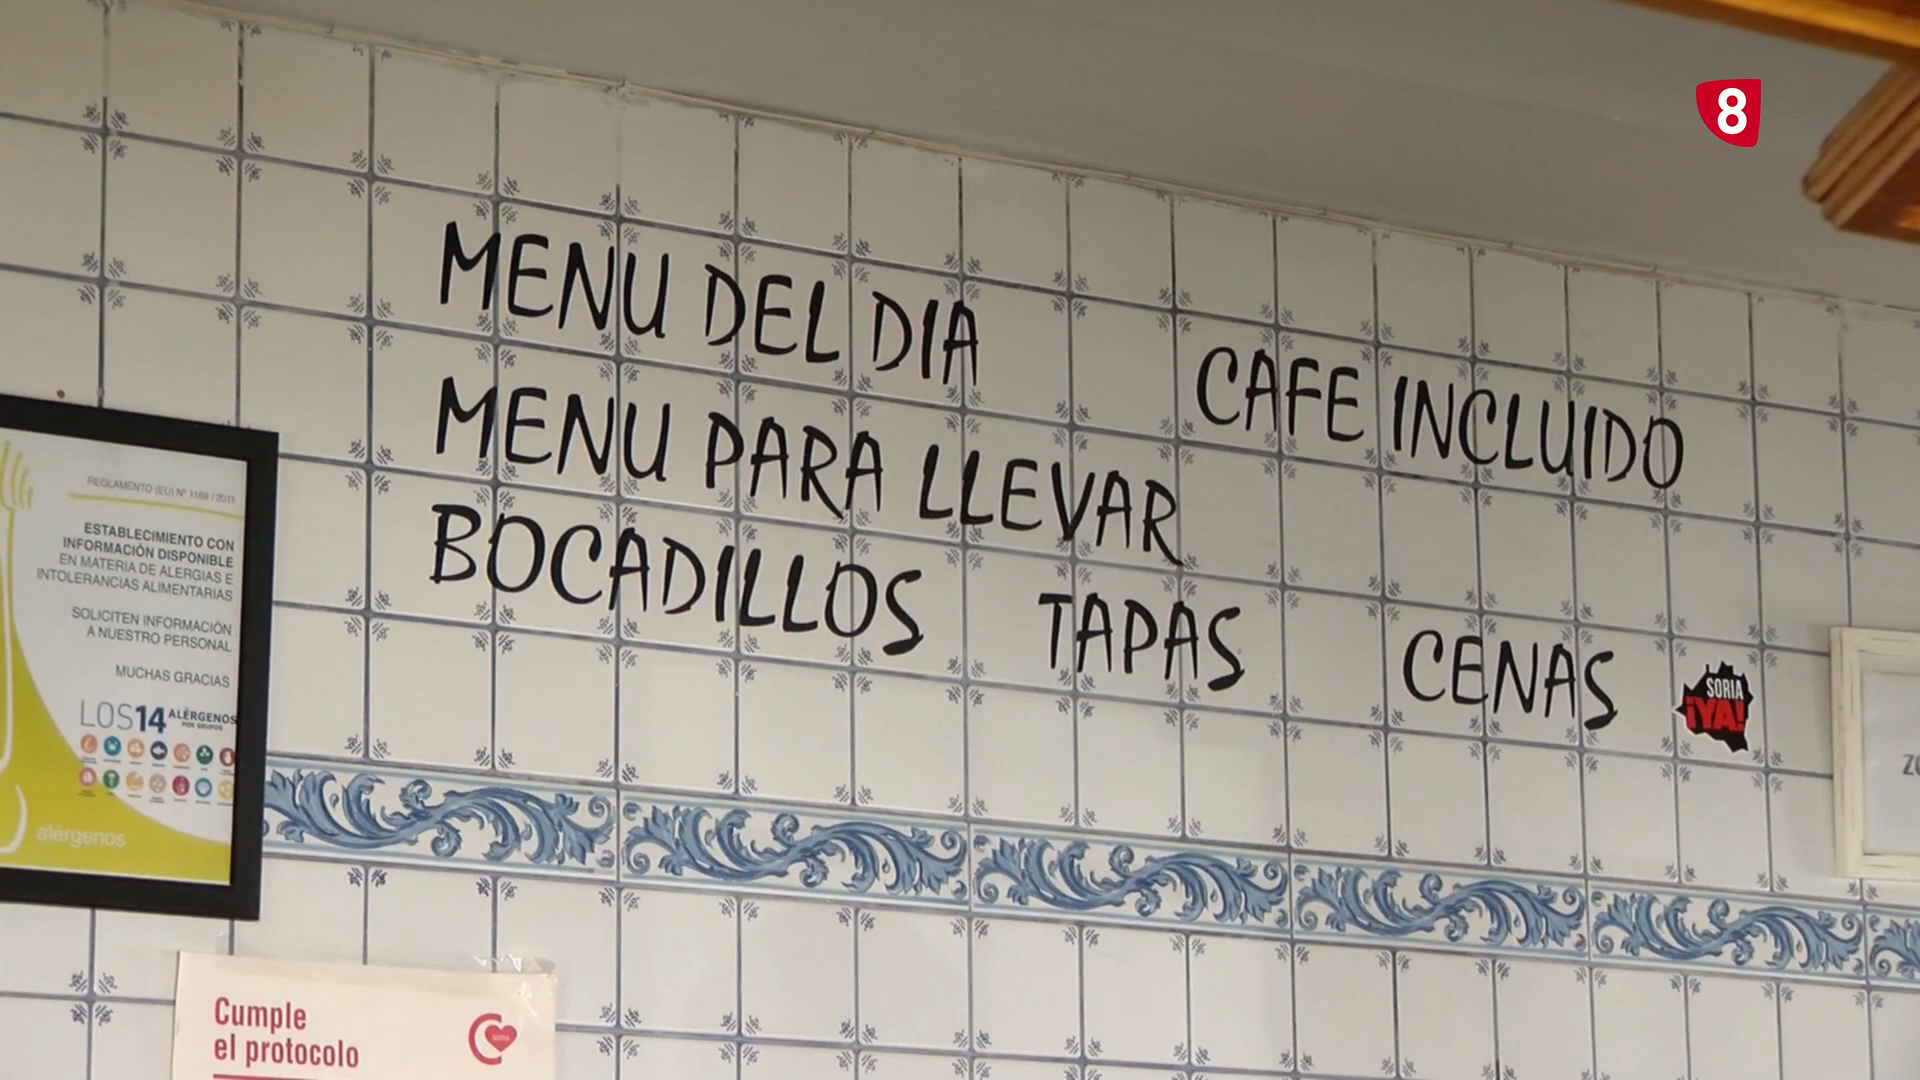 8
MENU DEL DIA
CAFE INCLUIDO
MENU PARA LLEVAR
BOCADILLOS TAPAS CENAS
SORIA
¡YA!
REGLAMENTO (EU) Nº 1169 / 2011
ESTABLECIMIENTO CON
INFORMACIÓN DISPONIBLE
EN MATERIA DE ALERGIAS E
INTOLERANCIAS ALIMENTARIAS
SOLICITEN INFORMACIÓN
A NUESTRO PERSONAL
MUCHAS GRACIAS
LOS14 ALÉRGENOS
POR GRUPOS
alérgenos
Cumple
el protocolo